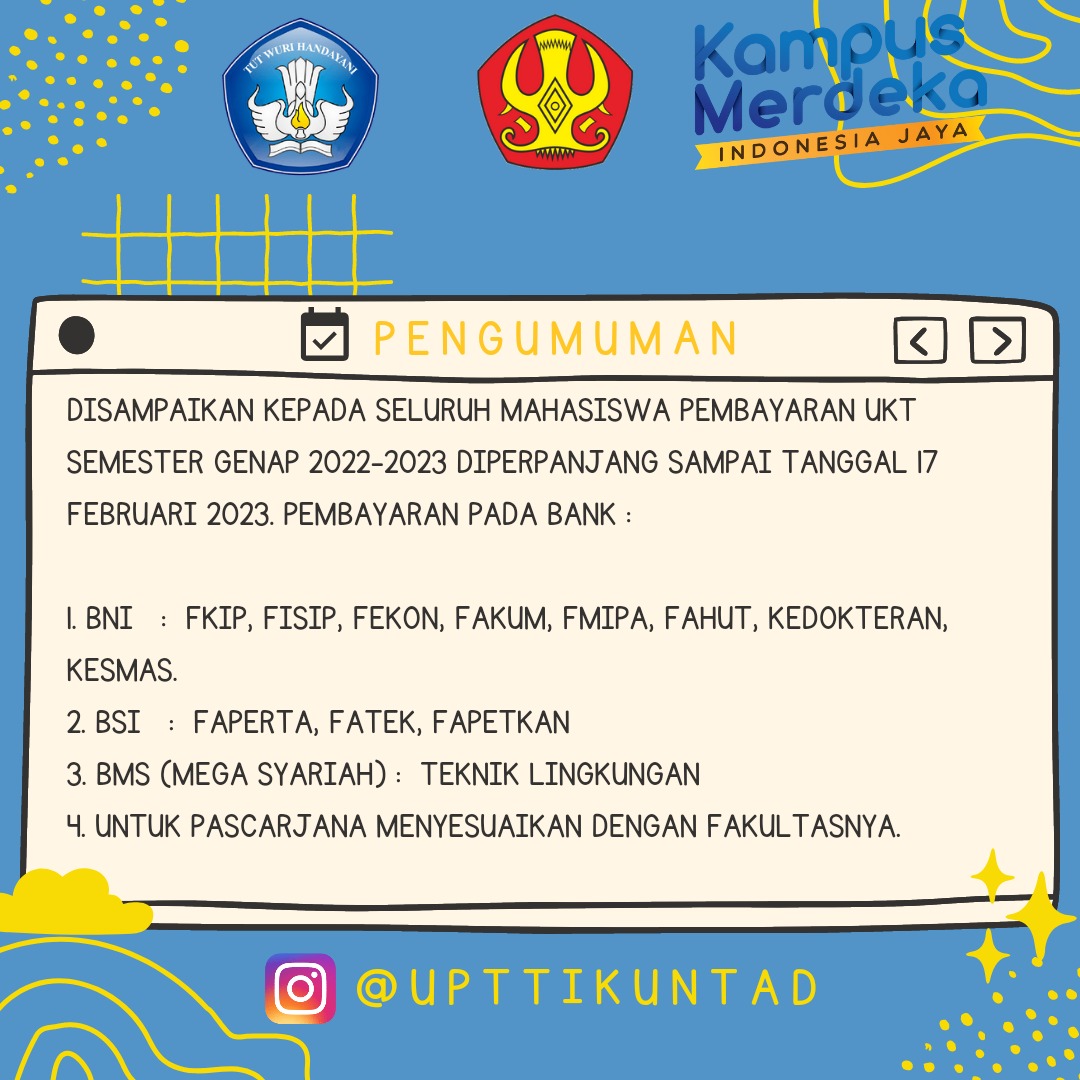 TUT WURI HANDAYANI
Kampus
Merdeka
INDONESIA JAYA
PENGUMUMAN
DISAMPAIKAN KEPADA SELURUH MAHASISWA PEMBAYARAN UKT
SEMESTER GENAP 2022-2023 DIPERPANJANG SAMPAI TANGGAL 17
FEBRUARI 2023. PEMBAYARAN PADA BANK :
1. BNI : FKIP, FISIP, FEKON, FAKUM, FMIPA, FAHUT, KEDOKTERAN,
KESMAS.
2. BSI : FAPERTA, FATEK, FAPETKAN
3. BMS (MEGA SYARIAH) : TEKNIK LINGKUNGAN
4. UNTUK PASCARJANA MENYESUAIKAN DENGAN FAKULTASNYA.
@UPTTIKUNTAD